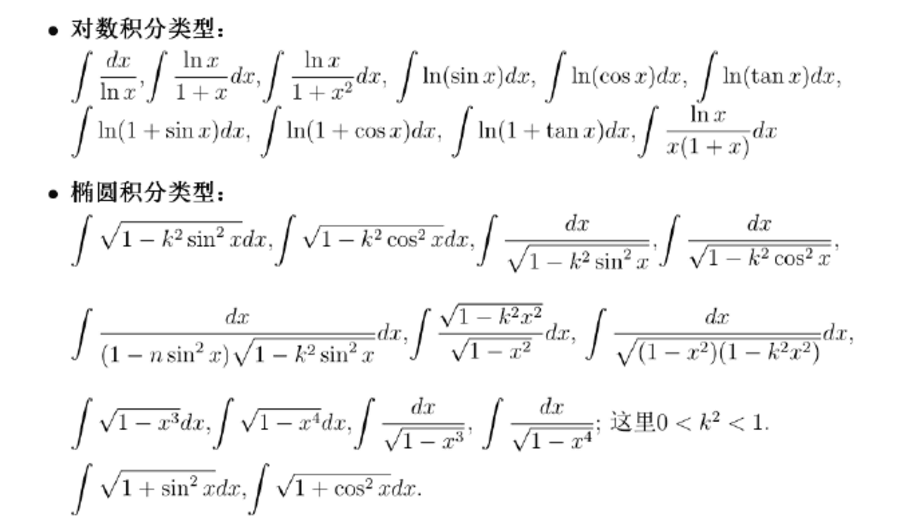 • 对数积分类型：
∫ dx/ln x, ∫ ln x/(1 + x) dx, ∫ ln x/(1 + x²) dx, ∫ ln(sin x)dx, ∫ ln(cos x)dx, ∫ ln(tan x)dx,
∫ ln(1 + sin x)dx, ∫ ln(1 + cos x)dx, ∫ ln(1 + tan x)dx, ∫ ln x/(x(1 + x)) dx
• 椭圆积分类型：
∫ √(1 − k² sin² x)dx, ∫ √(1 − k² cos² x)dx, ∫ dx/√(1 − k² sin² x), ∫ dx/√(1 − k² cos² x),
∫ dx/((1 − n sin² x)√(1 − k² sin² x)) dx, ∫ √(1 − k²x²)/√(1 − x²) dx, ∫ dx/√((1 − x²)(1 − k²x²)) dx,
∫ √(1 − x³)dx, ∫ √(1 − x⁴)dx, ∫ dx/√(1 − x³), ∫ dx/√(1 − x⁴); 这里0 < k² < 1.
∫ √(1 + sin² x)dx, ∫ √(1 + cos² x)dx.